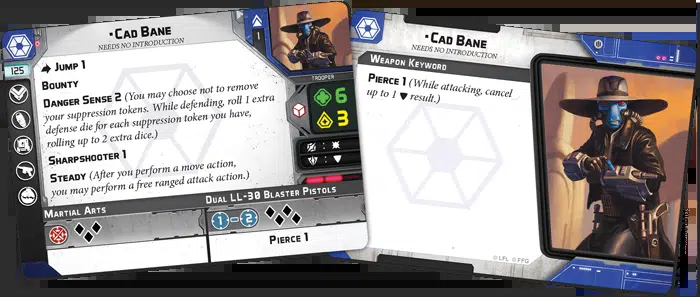 •Cad Bane
NEEDS NO INTRODUCTION
125
Jump 1
Bounty
Danger Sense 2 (You may choose not to remove
your suppression tokens. While defending, roll 1 extra
defense die for each suppression token you have,
rolling up to 2 extra dice.)
Sharpshooter 1
Steady (After you perform a move action,
you may perform a free ranged attack action.)
1
TROOPER
6
3
Martial Arts
Dual LL-30 Blaster Pistols
1-2
Pierce 1
•Cad Bane
NEEDS NO INTRODUCTION
Weapon Keyword
Pierce 1 (While attacking, cancel
up to 1 result.)
© LFL © FFG